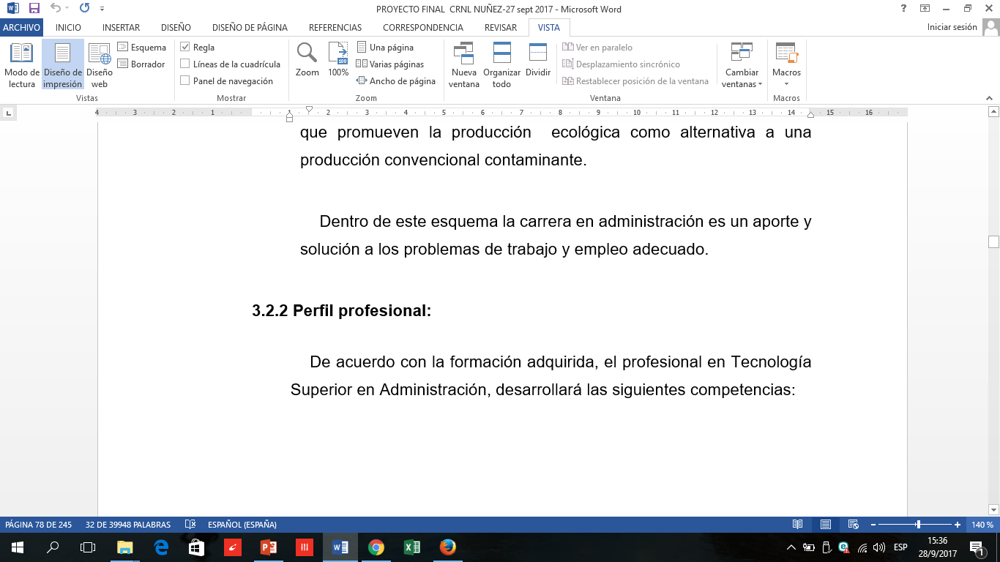 PROYECTO FINAL  CRNL NUÑEZ-27 sept 2017 - Microsoft Word
ARCHIVO INICIO INSERTAR DISEÑO DISEÑO DE PÁGINA REFERENCIAS CORRESPONDENCIA REVISAR VISTA Iniciar sesión
Modo de lectura
Diseño de impresión
Diseño web
Esquema
Borrador
Vistas
Regla
Líneas de la cuadrícula
Panel de navegación
Mostrar
Zoom
100%
Una página
Varias páginas
Ancho de página
Zoom
Nueva ventana
Organizar todo
Dividir
Ver en paralelo
Desplazamiento sincrónico
Restablecer posición de la ventana
Ventana
Cambiar ventanas
Macros
Macros
4 3 2 1 1 2 3 4 5 6 7 8 9 10 11 12 13 14 15 16
que promueven la producción  ecológica como alternativa a una
producción convencional contaminante.
Dentro de este esquema la carrera en administración es un aporte y
solución a los problemas de trabajo y empleo adecuado.
3.2.2 Perfil profesional:
De acuerdo con la formación adquirida, el profesional en Tecnología
Superior en Administración, desarrollará las siguientes competencias:
PÁGINA 78 DE 245 32 DE 39948 PALABRAS ESPAÑOL (ESPAÑA) 140 %
ESP
15:36
28/9/2017
1